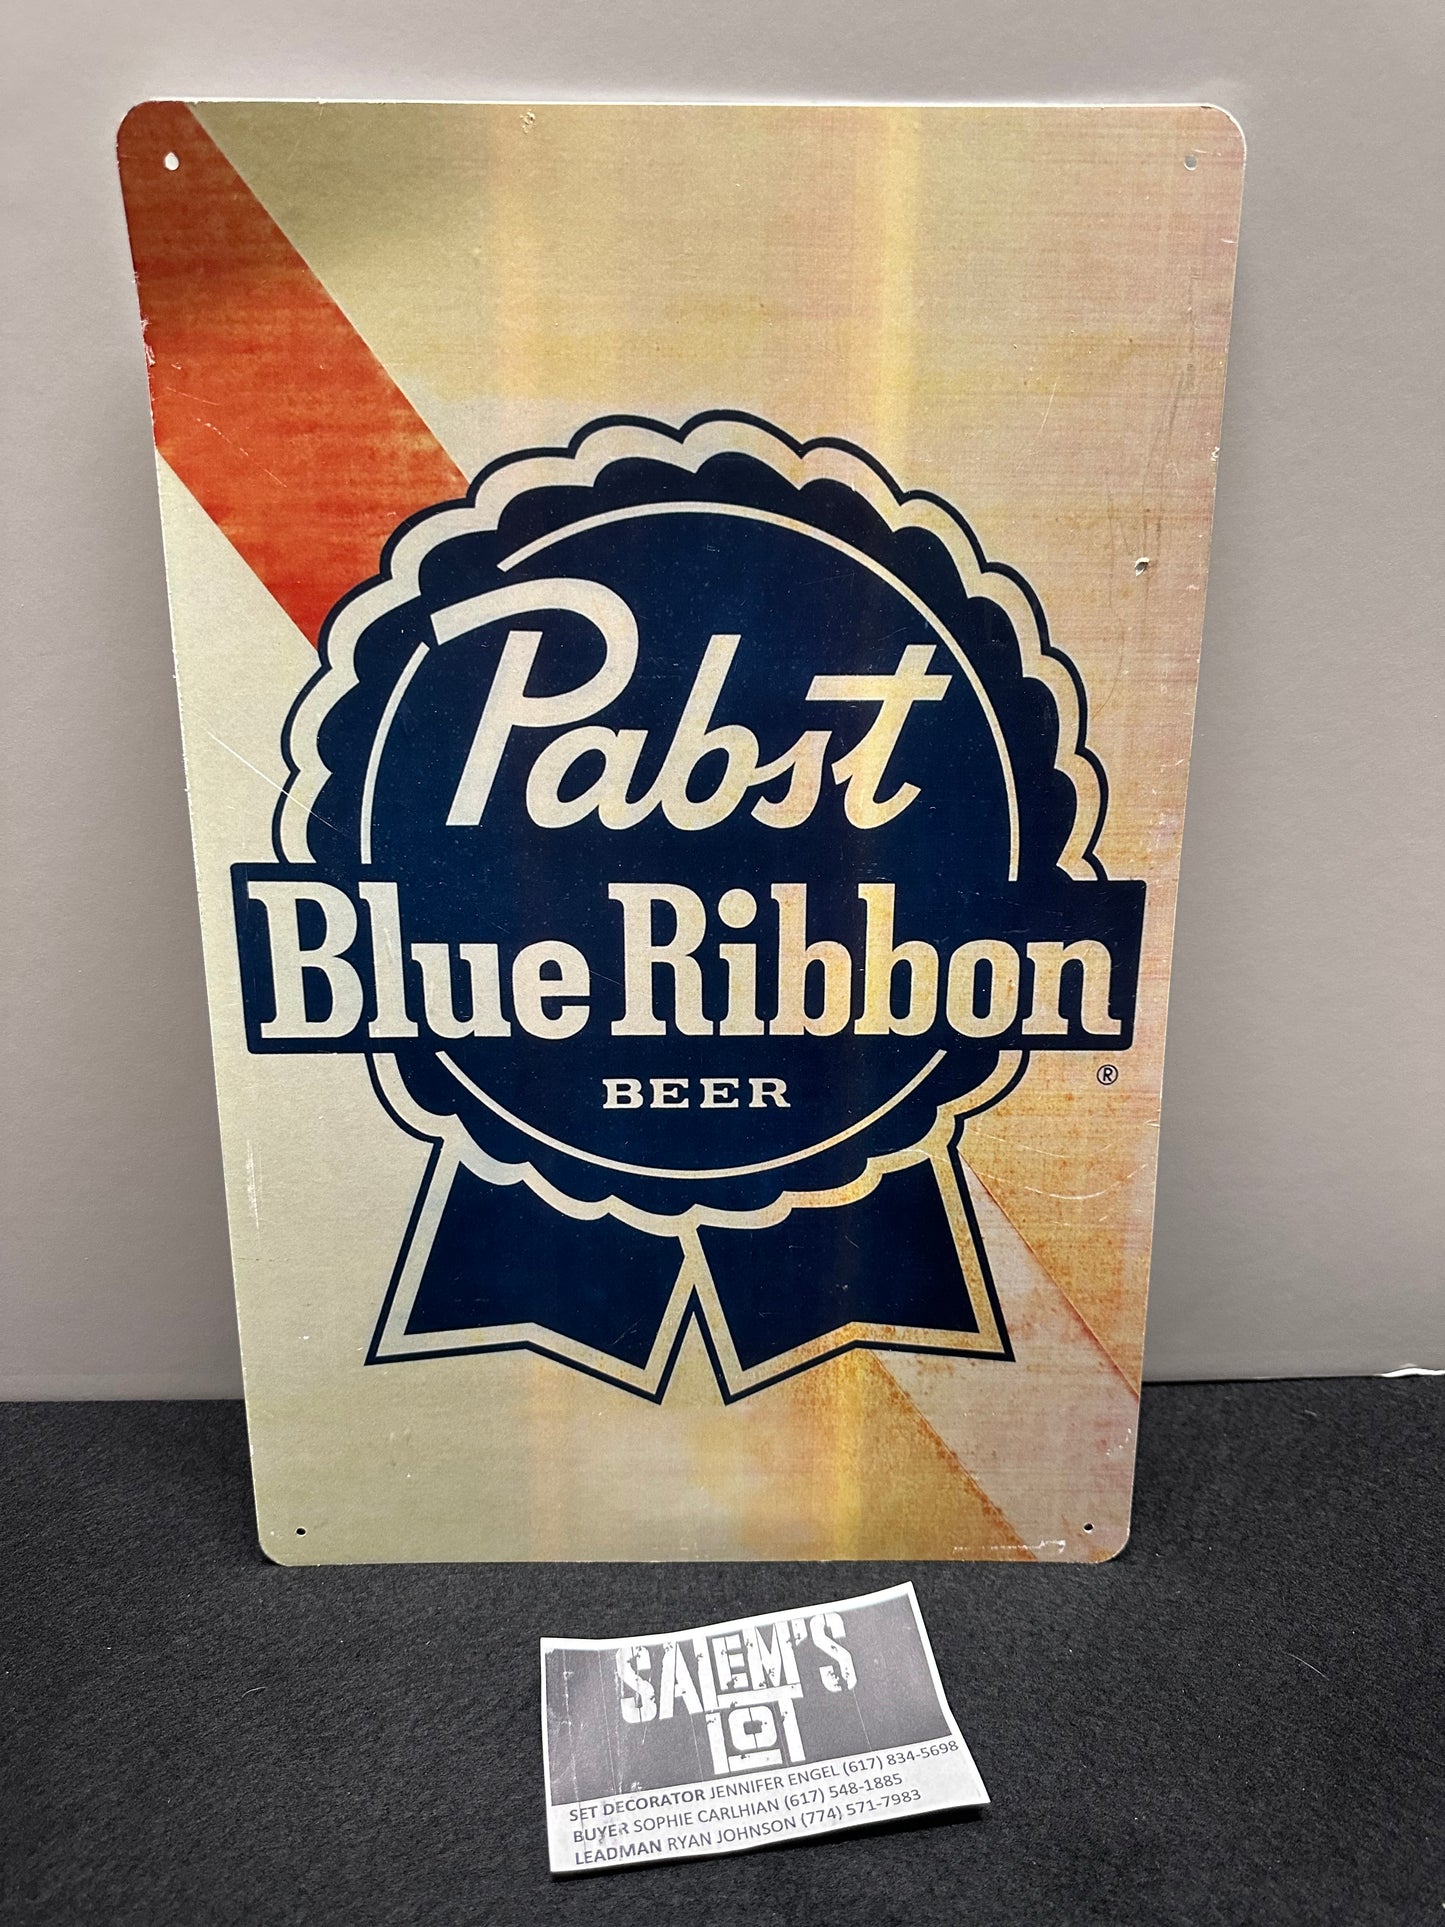 Pabst
Blue Ribbon
BEER
®
SALEM'S
LOT
SET DECORATOR JENNIFER ENGEL (617) 834-5698
BUYER SOPHIE CARLHIAN (617) 548-1885
LEADMAN RYAN JOHNSON (774) 571-7983